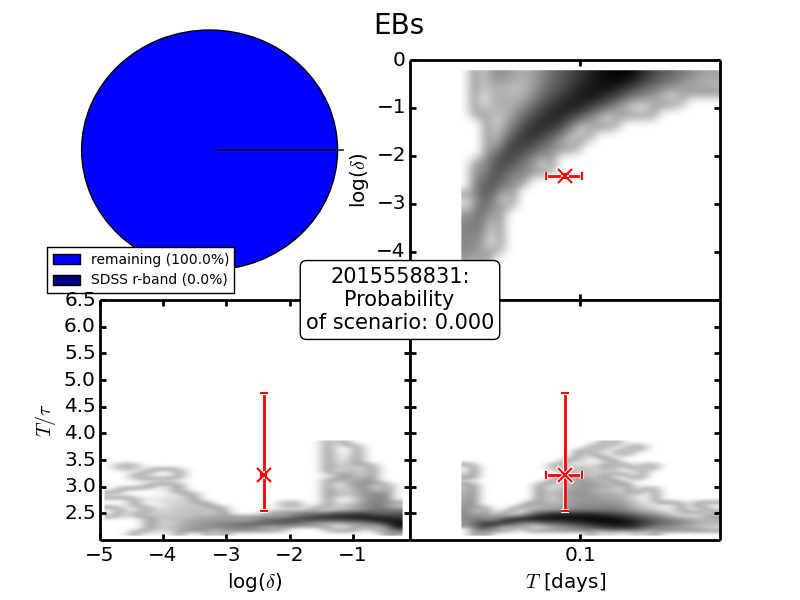 EBs
0
−1
−2
−3
−4
log(δ)
remaining (100.0%)
SDSS r-band (0.0%)
2015558831:
Probability
of scenario: 0.000
6.5
6.0
5.5
5.0
4.5
4.0
3.5
3.0
2.5
T/τ
−5 −4 −3 −2 −1
log(δ)
0.1
T [days]